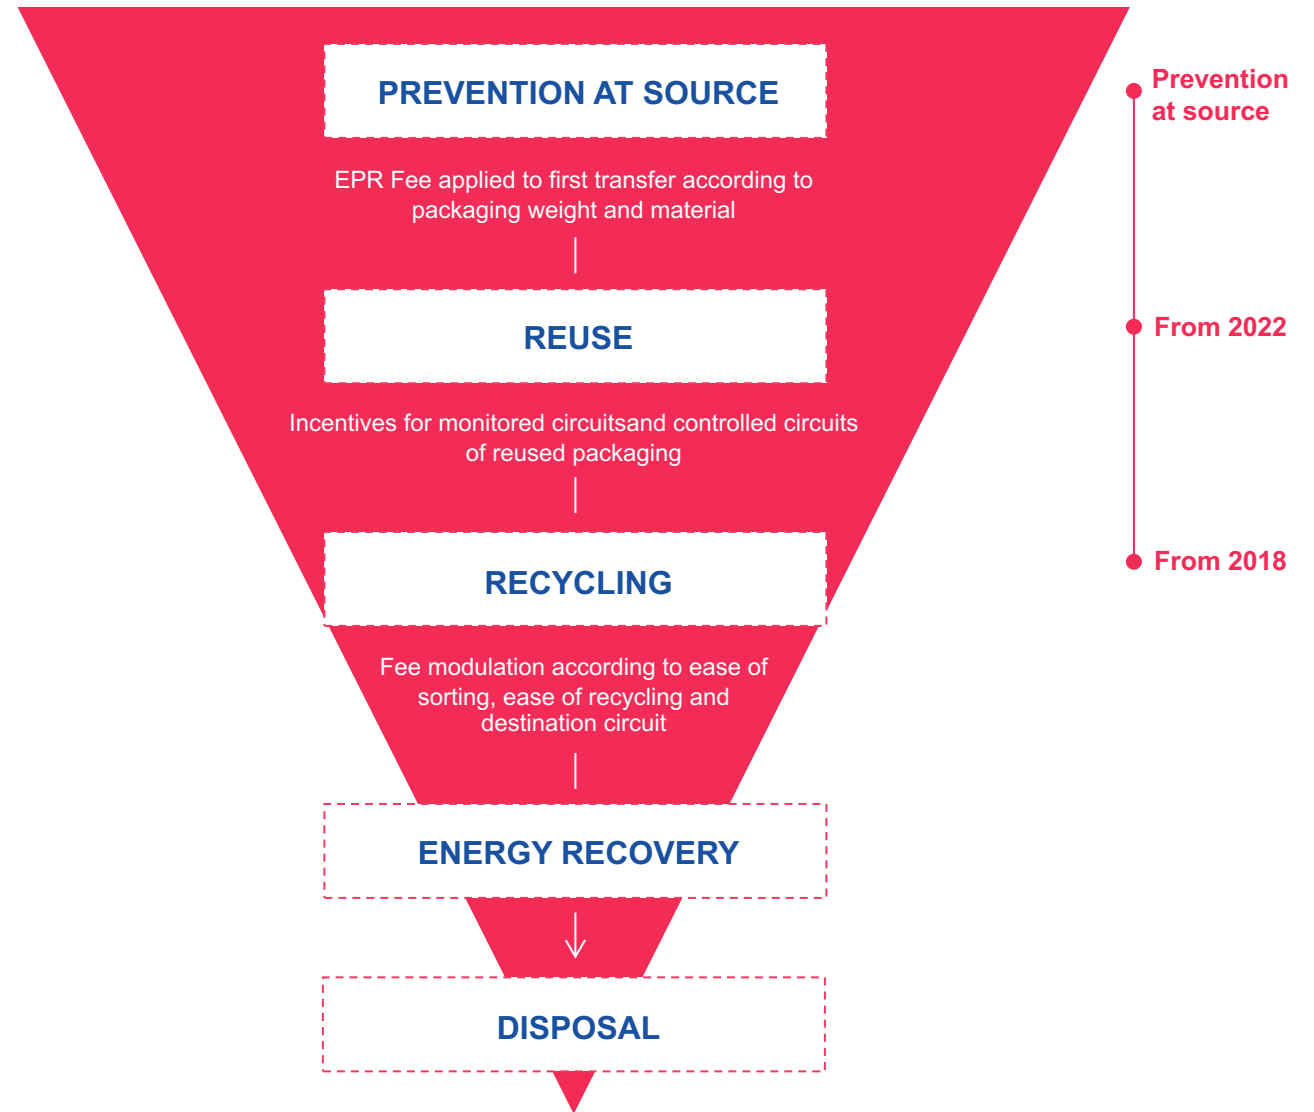 PREVENTION AT SOURCE
Prevention
at source
EPR Fee applied to first transfer according to
packaging weight and material
REUSE
From 2022
Incentives for monitored circuitsand controlled circuits
of reused packaging
RECYCLING
From 2018
Fee modulation according to ease of
sorting, ease of recycling and
destination circuit
ENERGY RECOVERY
DISPOSAL